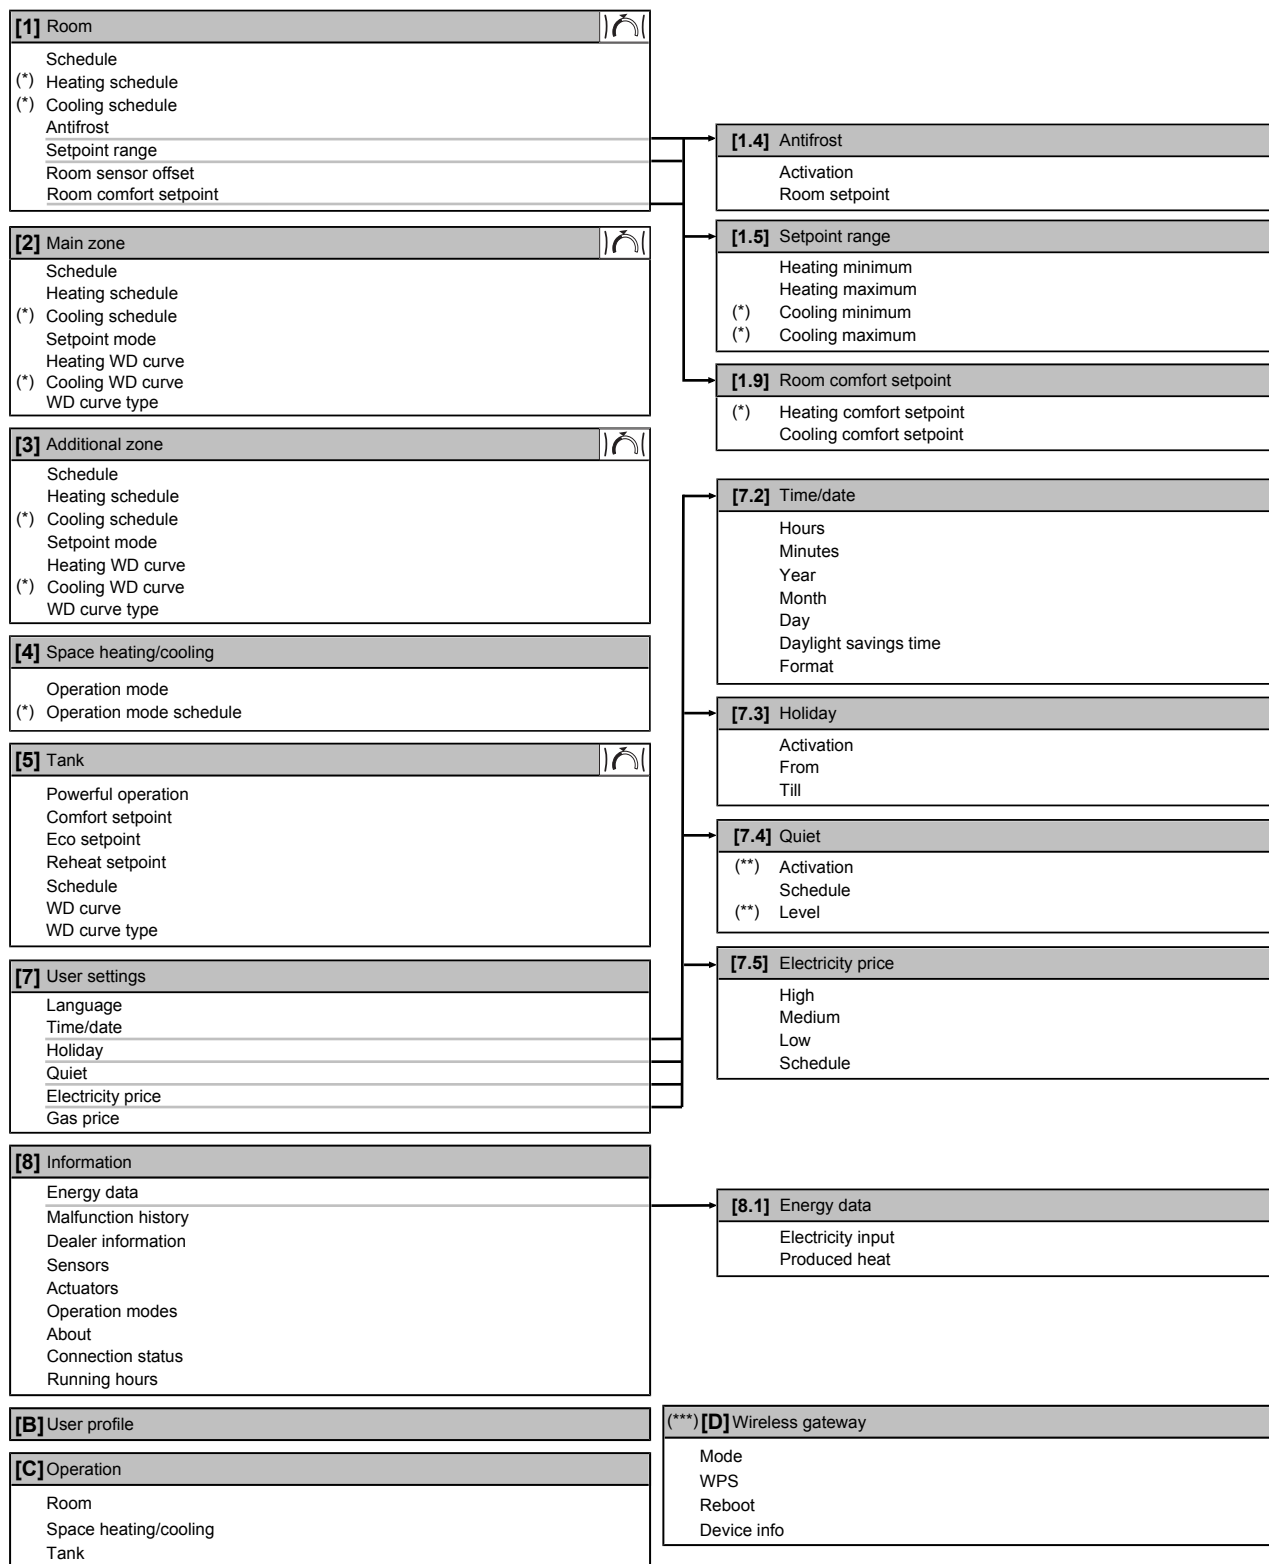 [1] Room
Schedule
(*) Heating schedule
(*) Cooling schedule
Antifrost
Setpoint range
Room sensor offset
Room comfort setpoint
[2] Main zone
Schedule
Heating schedule
(*) Cooling schedule
Setpoint mode
Heating WD curve
(*) Cooling WD curve
WD curve type
[3] Additional zone
Schedule
Heating schedule
(*) Cooling schedule
Setpoint mode
Heating WD curve
(*) Cooling WD curve
WD curve type
[4] Space heating/cooling
Operation mode
(*) Operation mode schedule
[5] Tank
Powerful operation
Comfort setpoint
Eco setpoint
Reheat setpoint
Schedule
WD curve
WD curve type
[7] User settings
Language
Time/date
Holiday
Quiet
Electricity price
Gas price
[8] Information
Energy data
Malfunction history
Dealer information
Sensors
Actuators
Operation modes
About
Connection status
Running hours
[B] User profile
[C] Operation
Room
Space heating/cooling
Tank
[1.4] Antifrost
Activation
Room setpoint
[1.5] Setpoint range
Heating minimum
Heating maximum
(*) Cooling minimum
(*) Cooling maximum
[1.9] Room comfort setpoint
(*) Heating comfort setpoint
Cooling comfort setpoint
[7.2] Time/date
Hours
Minutes
Year
Month
Day
Daylight savings time
Format
[7.3] Holiday
Activation
From
Till
[7.4] Quiet
(**) Activation
Schedule
(**) Level
[7.5] Electricity price
High
Medium
Low
Schedule
[8.1] Energy data
Electricity input
Produced heat
(***) [D] Wireless gateway
Mode
WPS
Reboot
Device info